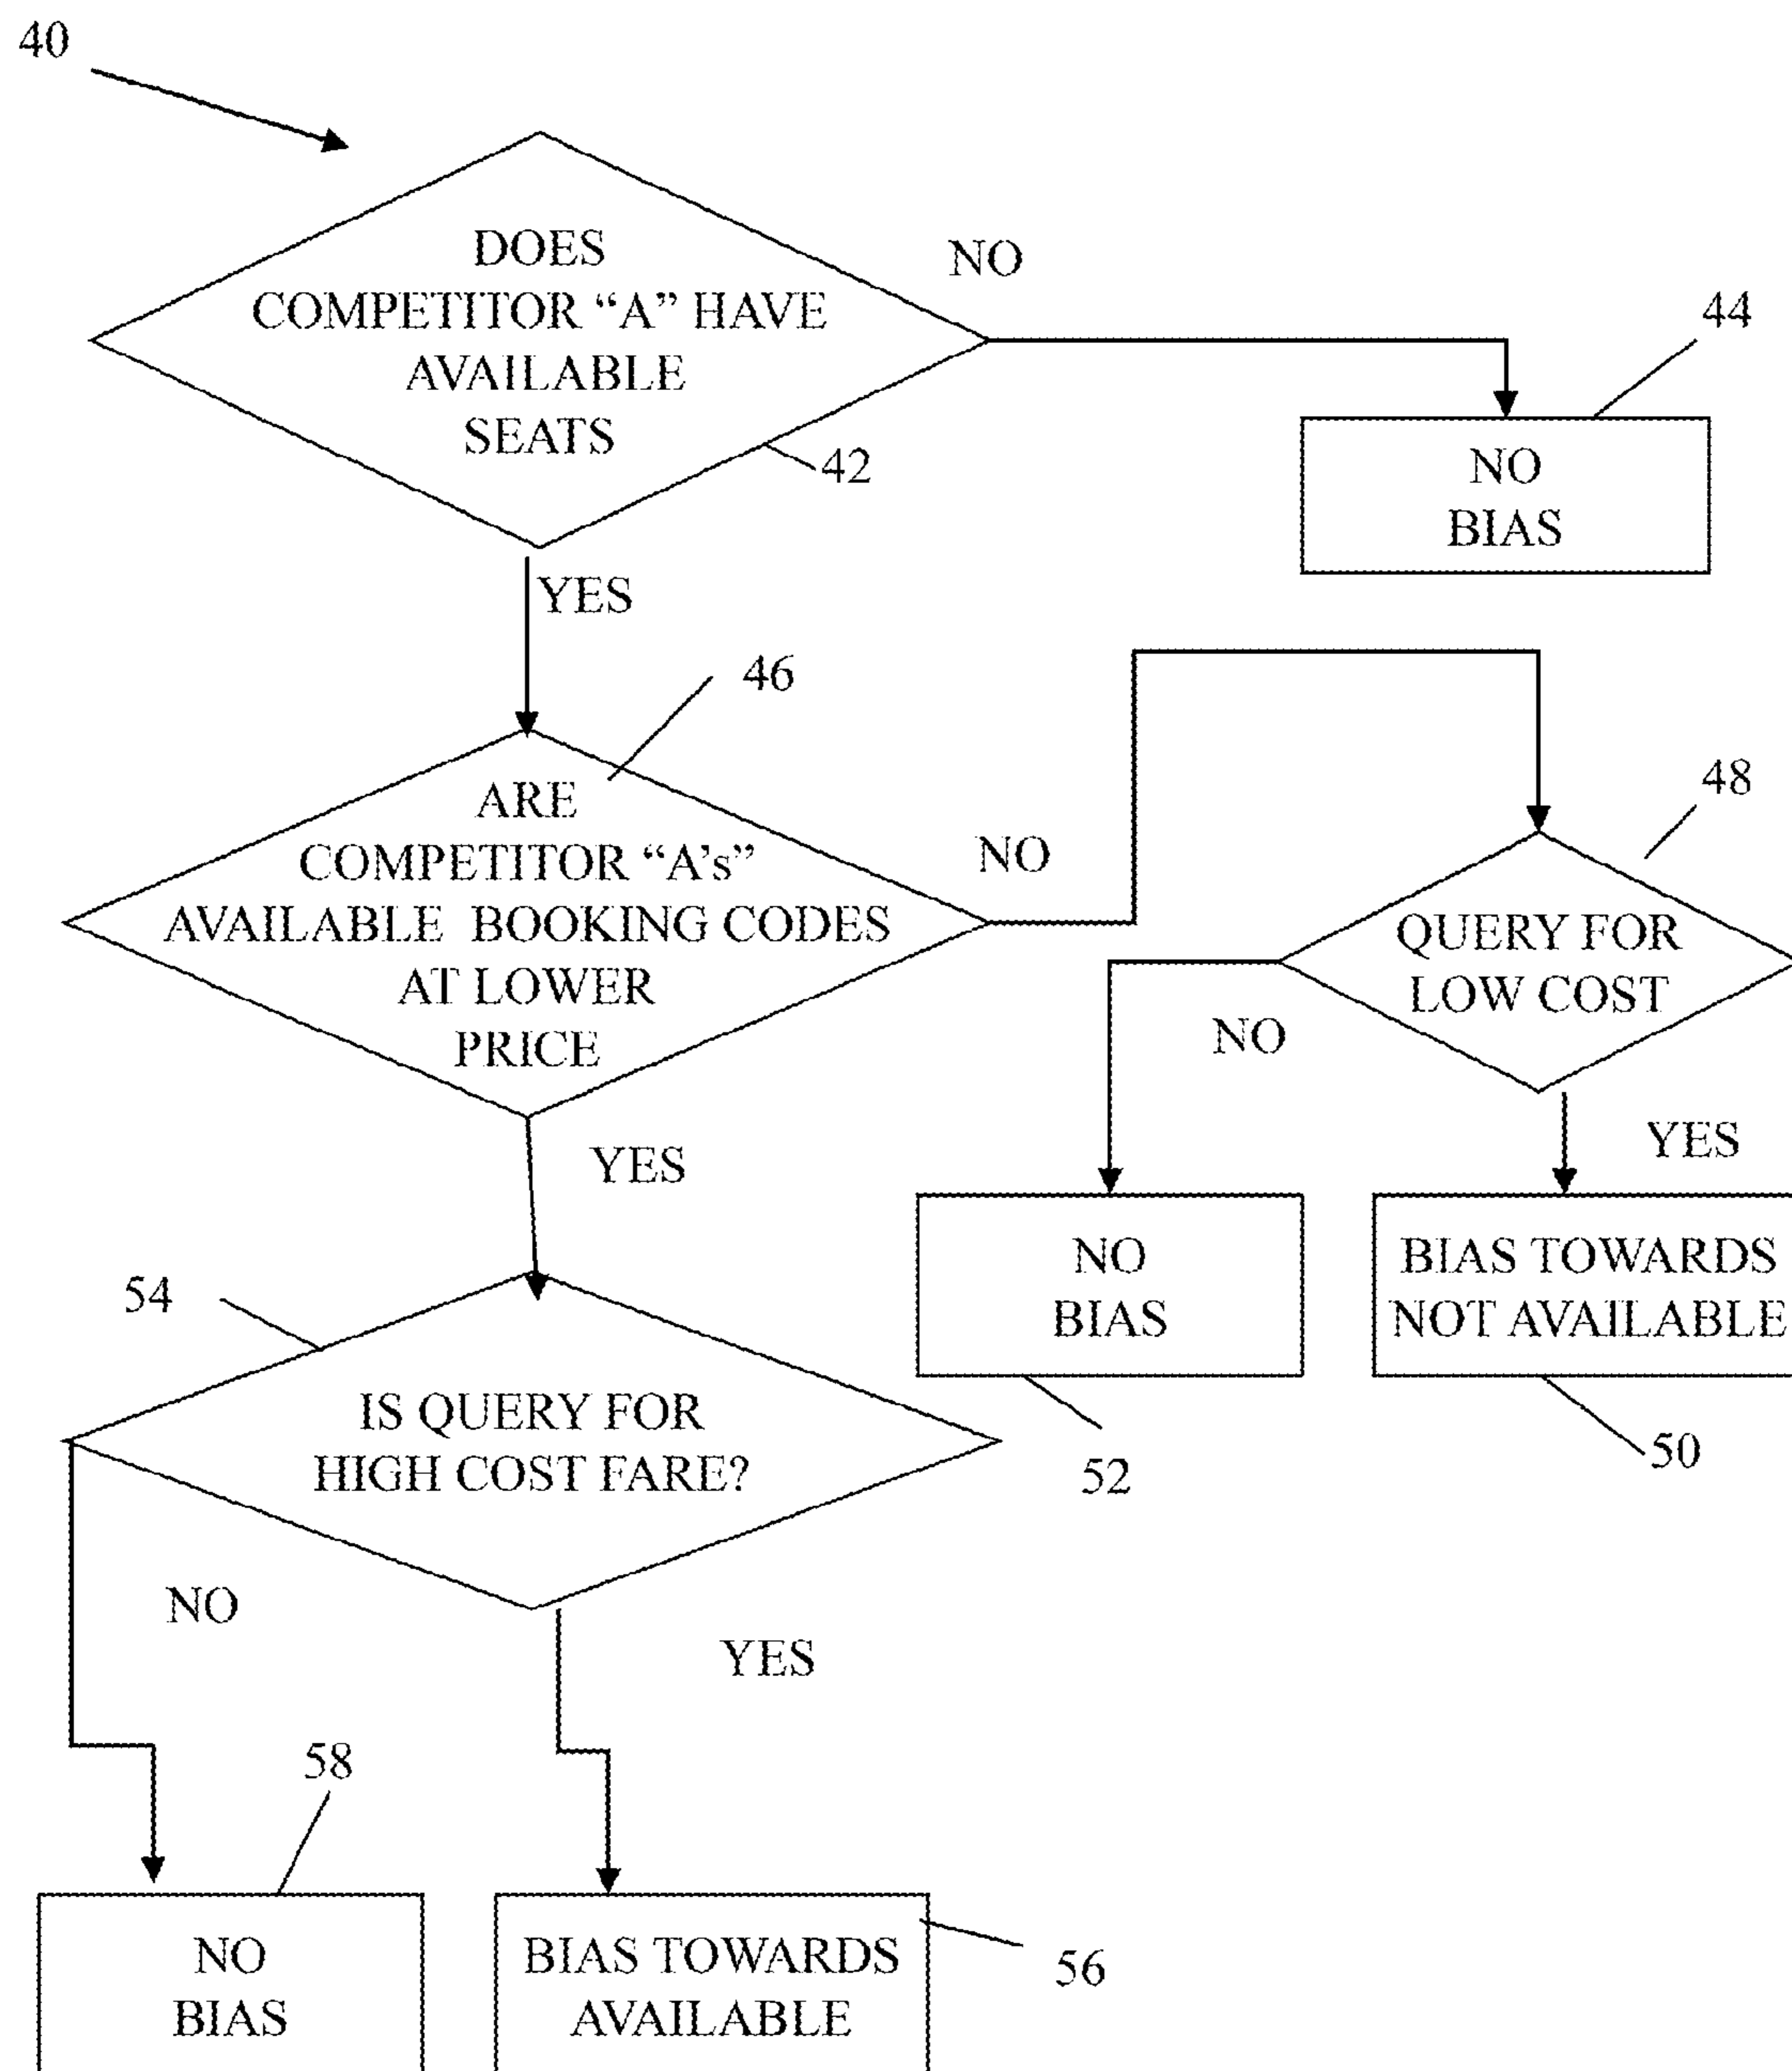 40
DOES
COMPETITOR “A” HAVE
AVAILABLE
SEATS
42
NO
44
NO
BIAS
YES
46
ARE
COMPETITOR “A’s”
AVAILABLE BOOKING CODES
AT LOWER
PRICE
NO
48
QUERY FOR
LOW COST
NO
YES
NO
BIAS
52
BIAS TOWARDS
NOT AVAILABLE
50
YES
54
IS QUERY FOR
HIGH COST FARE?
NO
YES
58
NO
BIAS
BIAS TOWARDS
AVAILABLE
56